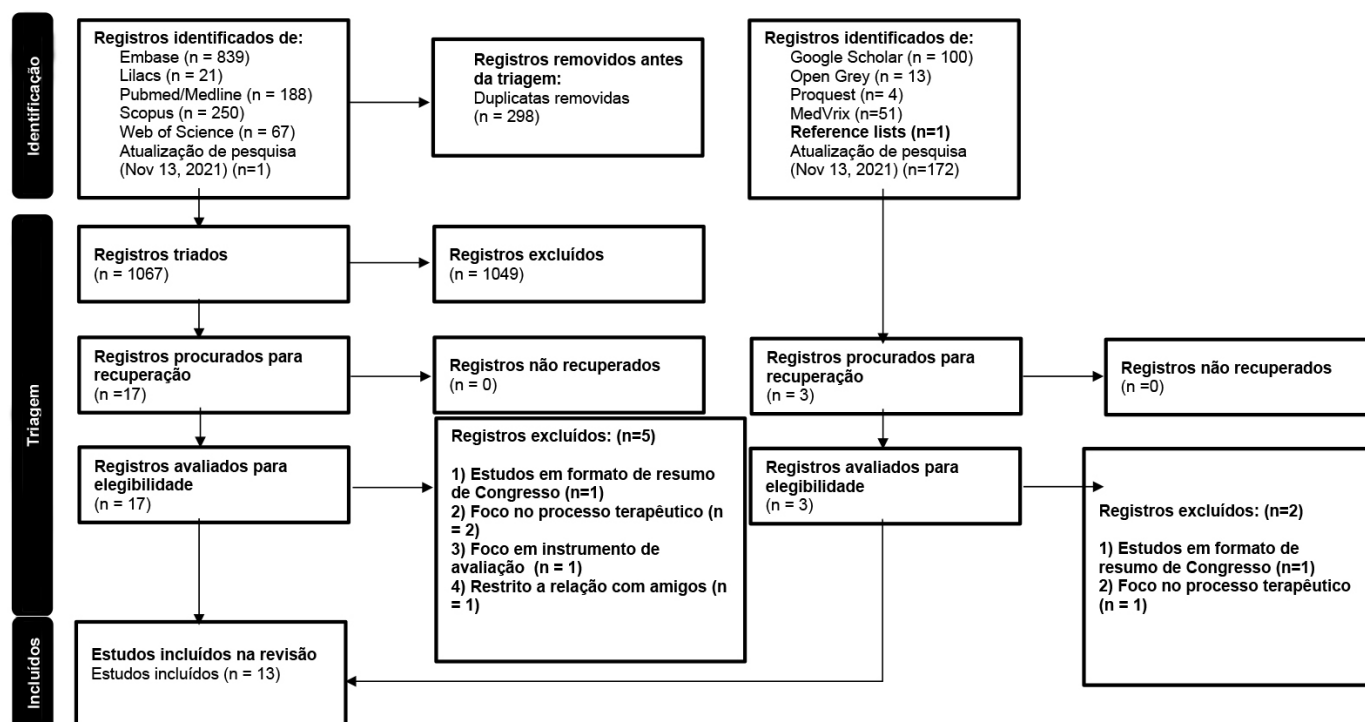 Identificação
Registros identificados de:
Embase (n = 839)
Lilacs (n = 21)
Pubmed/Medline (n = 188)
Scopus (n = 250)
Web of Science (n = 67)
Atualização de pesquisa
(Nov 13, 2021) (n=1)
Registros removidos antes
da triagem:
Duplicatas removidas
(n = 298)
Registros identificados de:
Google Scholar (n = 100)
Open Grey (n = 13)
Proquest (n= 4)
MedVrix (n=51)
Reference lists (n=1)
Atualização de pesquisa
(Nov 13, 2021) (n=172)
Triagem
Registros triados
(n = 1067)
Registros excluídos
(n = 1049)
Registros procurados para
recuperação
(n =17)
Registros não recuperados
(n = 0)
Registros procurados para
recuperação
(n = 3)
Registros não recuperados
(n =0)
Registros avaliados para
elegibilidade
(n = 17)
Registros excluídos: (n=5)
1) Estudos em formato de resumo
de Congresso (n=1)
2) Foco no processo terapêutico (n
= 2)
3) Foco em instrumento de
avaliação (n = 1)
4) Restrito a relação com amigos (n
= 1)
Registros avaliados para
elegibilidade
(n = 3)
Registros excluídos: (n=2)
1) Estudos em formato de
resumo de Congresso (n=1)
2) Foco no processo terapêutico
(n = 1)
Incluídos
Estudos incluídos na revisão
Estudos incluídos (n = 13)